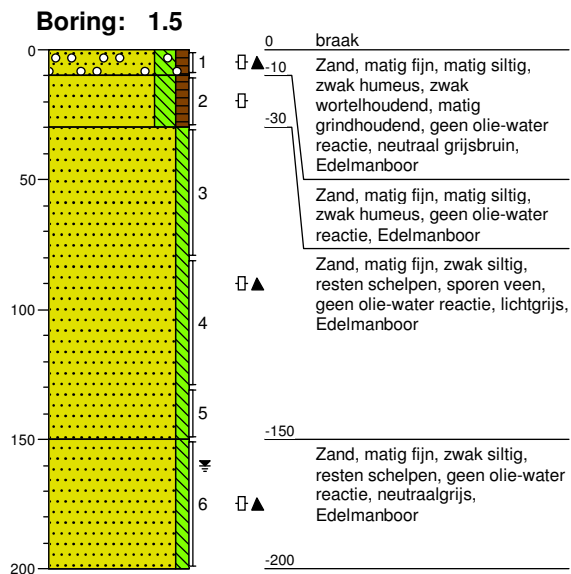 Boring: 1.5
0
50
100
150
200
1
2
3
4
5
6
0 braak
-10
Zand, matig fijn, matig siltig,
zwak humeus, zwak
wortelhoudend, matig
grindhoudend, geen olie-water
reactie, neutraal grijsbruin,
Edelmanboor
-30
Zand, matig fijn, matig siltig,
zwak humeus, geen olie-water
reactie, Edelmanboor
Zand, matig fijn, zwak siltig,
resten schelpen, sporen veen,
geen olie-water reactie, lichtgrijs,
Edelmanboor
-150
Zand, matig fijn, zwak siltig,
resten schelpen, geen olie-water
reactie, neutraalgrijs,
Edelmanboor
-200